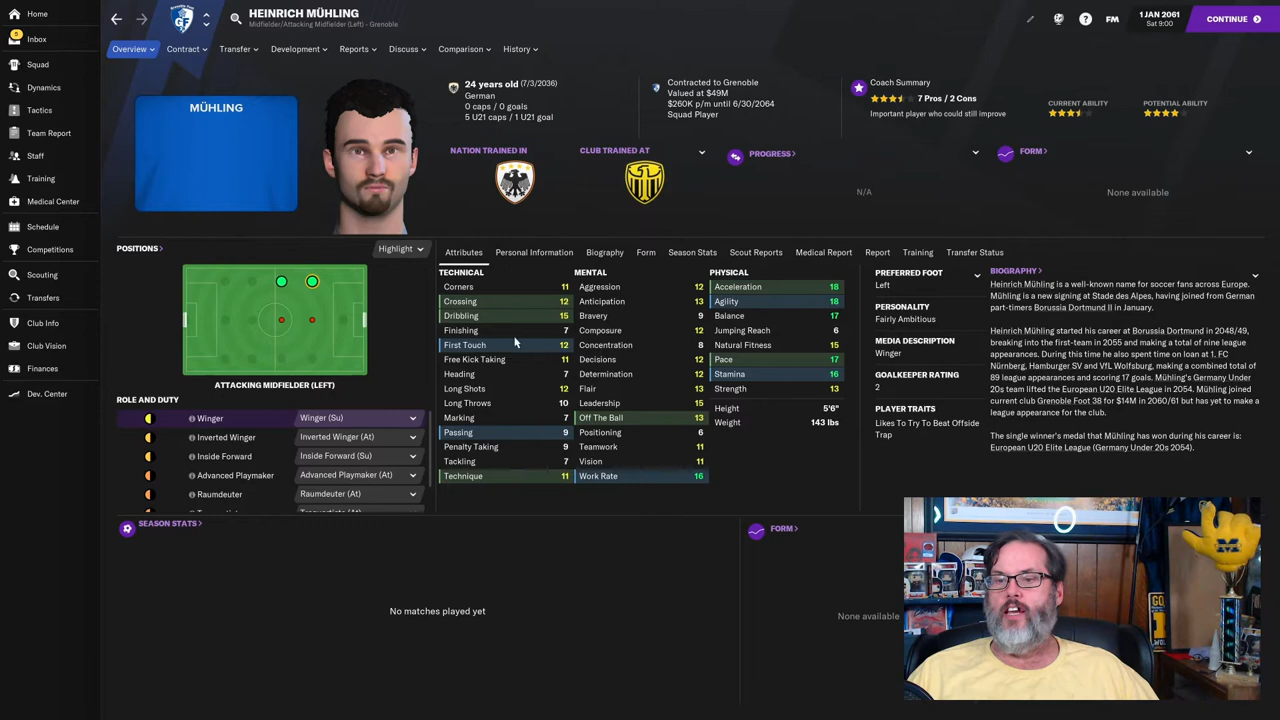 Home
HEINRICH MÜHLING
Midfielder/Attacking Midfielder (Left) - Grenoble
FM
1 JAN 2061
Sat 9:00
CONTINUE
Inbox
Squad
Dynamics
Tactics
Team Report
Staff
Training
Medical Center
Schedule
Competitions
Scouting
Transfers
Club Info
Club Vision
Finances
Dev. Center
Overview
Contract
Transfer
Development
Reports
Discuss
Comparison
History
MÜHLING
24 years old (7/3/2036)
German
0 caps / 0 goals
5 U21 caps / 1 U21 goal
Contracted to Grenoble
Valued at $49M
$260K p/m until 6/30/2064
Squad Player
Coach Summary
7 Pros / 2 Cons
Important player who could still improve
CURRENT ABILITY
POTENTIAL ABILITY
NATION TRAINED IN
CLUB TRAINED AT
PROGRESS
N/A
FORM
None available
POSITIONS
Highlight
ATTACKING MIDFIELDER (LEFT)
ROLE AND DUTY
Winger
Winger (Su)
Inverted Winger
Inverted Winger (At)
Inside Forward
Inside Forward (Su)
Advanced Playmaker
Advanced Playmaker (At)
Raumdeuter
Raumdeuter (At)
Attributes
Personal Information
Biography
Form
Season Stats
Scout Reports
Medical Report
Report
Training
Transfer Status
TECHNICAL
Corners 11
Crossing 12
Dribbling 15
Finishing 7
First Touch 12
Free Kick Taking 11
Heading 7
Long Shots 12
Long Throws 10
Marking 7
Passing 9
Penalty Taking 9
Tackling 7
Technique 11
MENTAL
Aggression 12
Anticipation 13
Bravery 9
Composure 12
Concentration 8
Decisions 12
Determination 12
Flair 13
Leadership 15
Off The Ball 13
Positioning 6
Teamwork 11
Vision 11
Work Rate 16
PHYSICAL
Acceleration 18
Agility 18
Balance 17
Jumping Reach 6
Natural Fitness 15
Pace 17
Stamina 16
Strength 13
Height 5'6"
Weight 143 lbs
PREFERRED FOOT
Left
PERSONALITY
Fairly Ambitious
MEDIA DESCRIPTION
Winger
GOALKEEPER RATING
2
PLAYER TRAITS
Likes To Try To Beat Offside
Trap
BIOGRAPHY
Heinrich Mühling is a well-known name for soccer fans across Europe.
Mühling is a new signing at Stade des Alpes, having joined from German
part-timers Borussia Dortmund II in January.
Heinrich Mühling started his career at Borussia Dortmund in 2048/49,
breaking into the first-team in 2055 and making a total of nine league
appearances. During this time he also spent time on loan at 1. FC
Nürnberg, Hamburger SV and VfL Wolfsburg, making a combined total of
89 league appearances and scoring 17 goals. Mühling's Germany Under
20s team lifted the European U20 Elite League in 2054. Mühling joined
current club Grenoble Foot 38 for $14M in 2060/61 but has yet to make a
league appearance for the club.
The single winner's medal that Mühling has won during his career is:
European U20 Elite League (Germany Under 20s 2054).
SEASON STATS
No matches played yet
FORM
None available